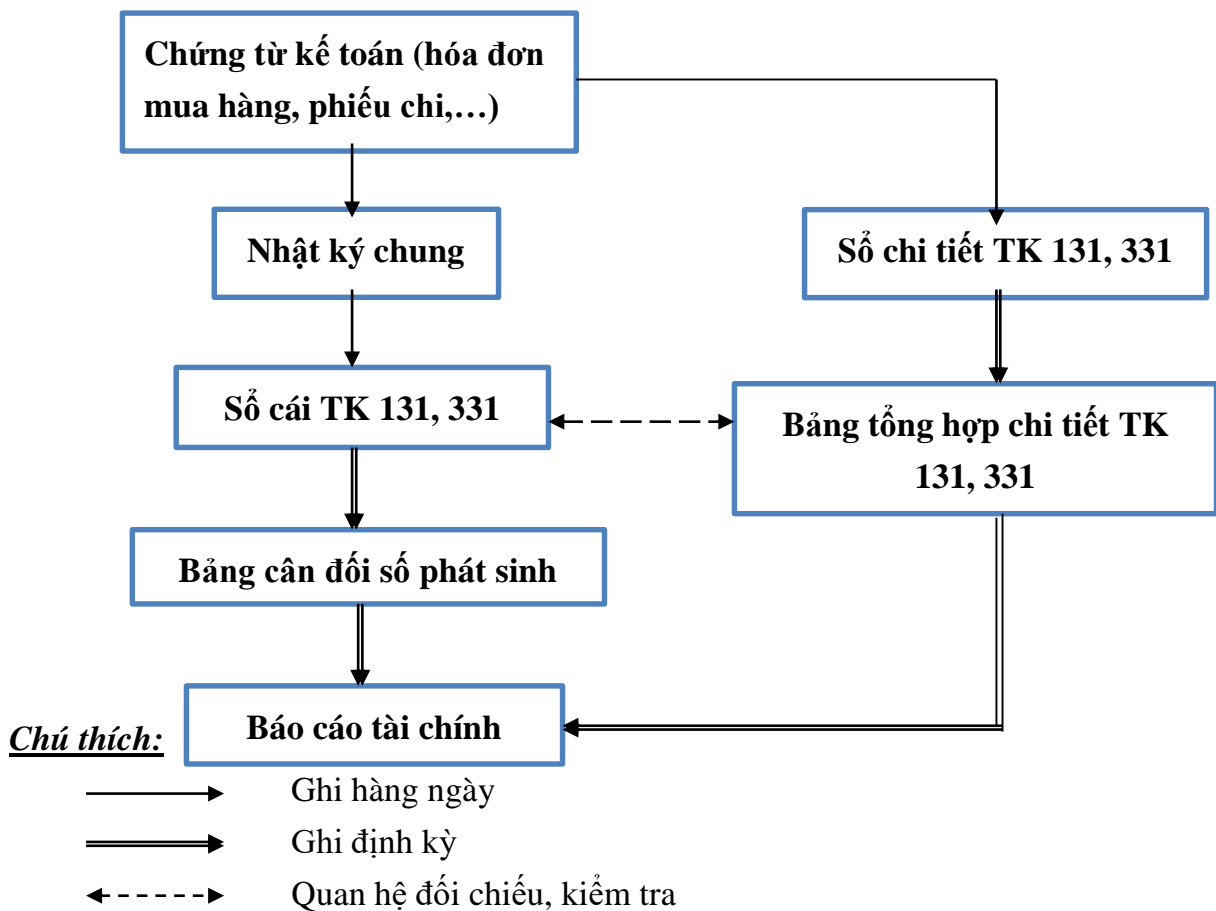 Chứng từ kế toán (hóa đơn
mua hàng, phiếu chi,…)
Nhật ký chung
Sổ chi tiết TK 131, 331
Sổ cái TK 131, 331
Bảng tổng hợp chi tiết TK
131, 331
Bảng cân đối số phát sinh
Báo cáo tài chính
Chú thích:
Ghi hàng ngày
Ghi định kỳ
Quan hệ đối chiếu, kiểm tra